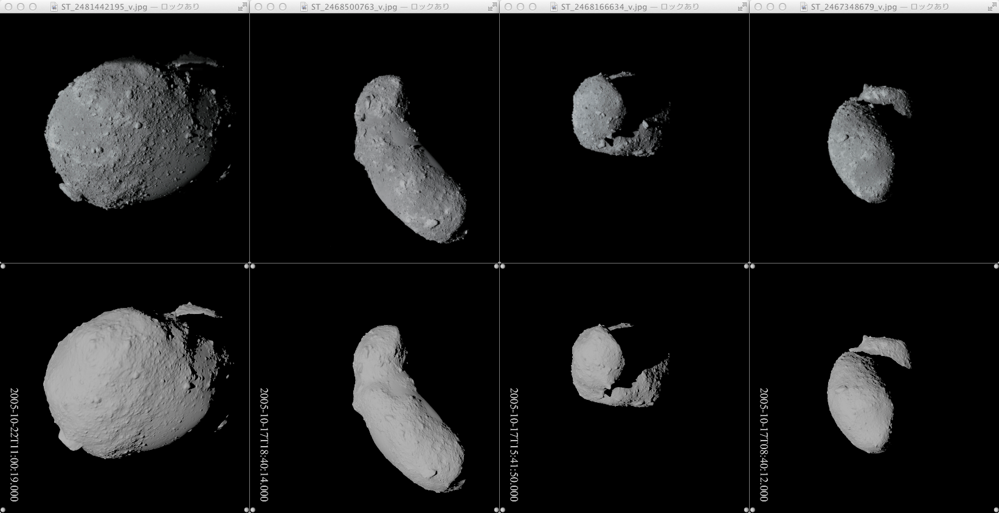 ST_2481442195_v.jpg — ロックあり
ST_2468500763_v.jpg — ロックあり
ST_2468166634_v.jpg — ロックあり
ST_2467348679_v.jpg — ロックあり
2005-10-22T11:00:19.000
2005-10-17T18:40:14.000
2005-10-17T15:41:50.000
2005-10-17T08:40:12.000